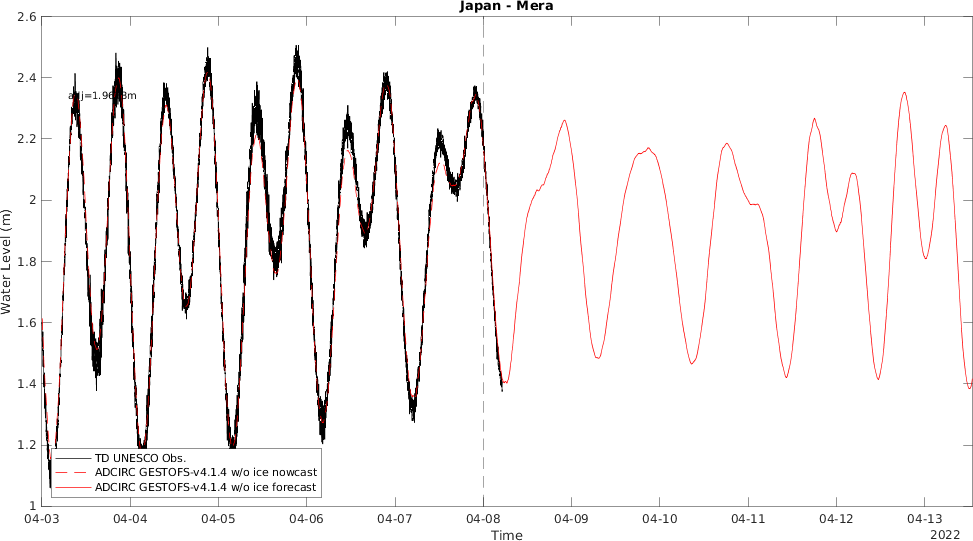 Japan - Mera
2.6
2.4
2.2
2
1.8
1.6
1.4
1.2
1
Water Level (m)
TD UNESCO Obs.
ADCIRC GESTOFS-v4.1.4 w/o ice nowcast
ADCIRC GESTOFS-v4.1.4 w/o ice forecast
04-03 04-04 04-05 04-06 04-07 04-08 04-09 04-10 04-11 04-12 04-13
Time
2022